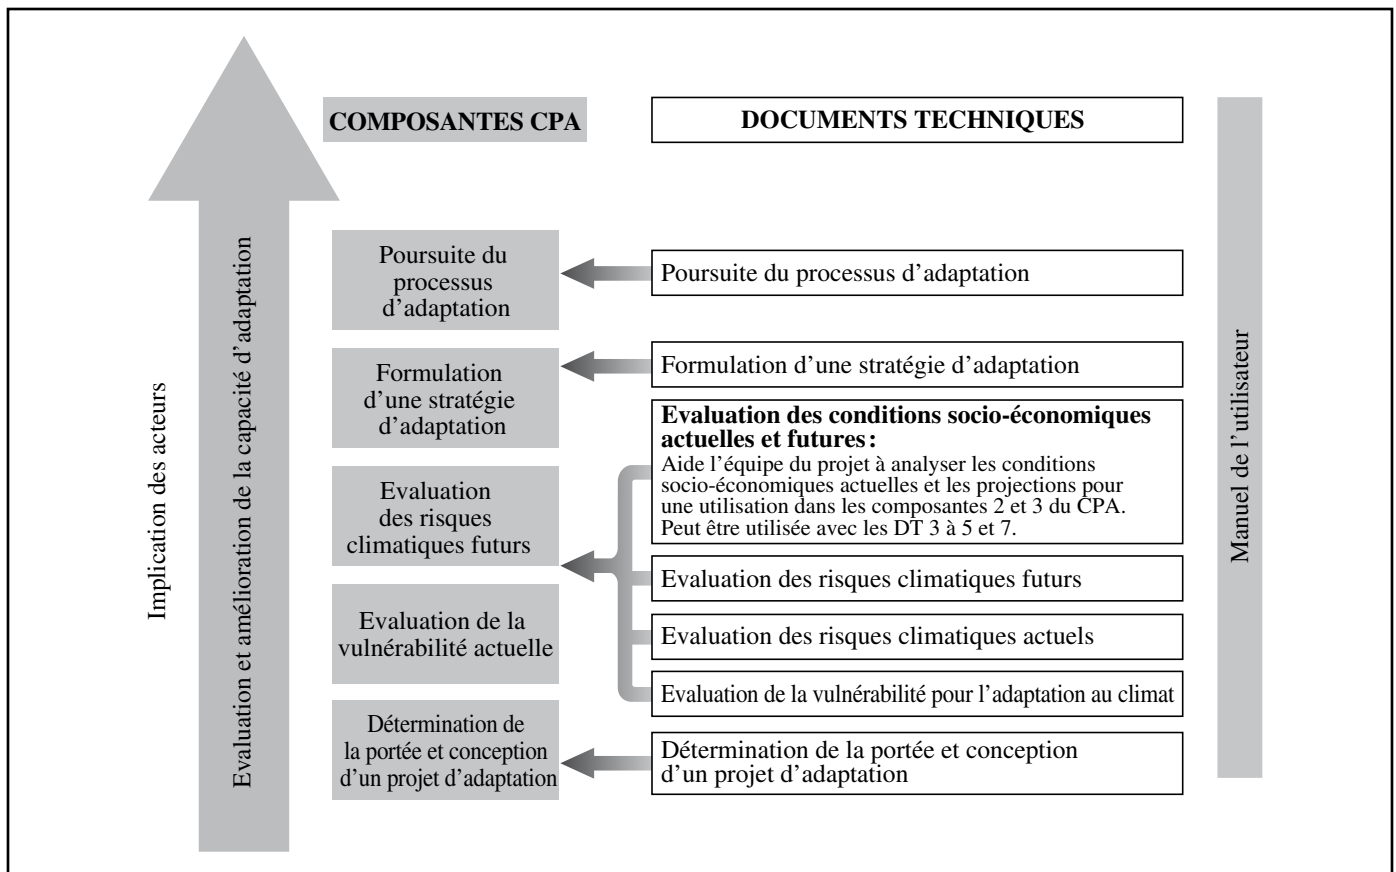 COMPOSANTES CPA
DOCUMENTS TECHNIQUES
Implication des acteurs
Evaluation et amélioration de la capacité d’adaptation
Poursuite du
processus
d’adaptation
Poursuite du processus d’adaptation
Formulation
d’une stratégie
d’adaptation
Formulation d’une stratégie d’adaptation
Evaluation
des risques
climatiques futurs
Evaluation des conditions socio-économiques
actuelles et futures :
Aide l’équipe du projet à analyser les conditions
socio-économiques actuelles et les projections pour
une utilisation dans les composantes 2 et 3 du CPA.
Peut être utilisée avec les DT 3 à 5 et 7.
Evaluation des risques climatiques futurs
Evaluation de la
vulnérabilité actuelle
Evaluation des risques climatiques actuels
Evaluation de la vulnérabilité pour l’adaptation au climat
Détermination de
la portée et conception
d’un projet d’adaptation
Détermination de la portée et conception
d’un projet d’adaptation
Manuel de l’utilisateur